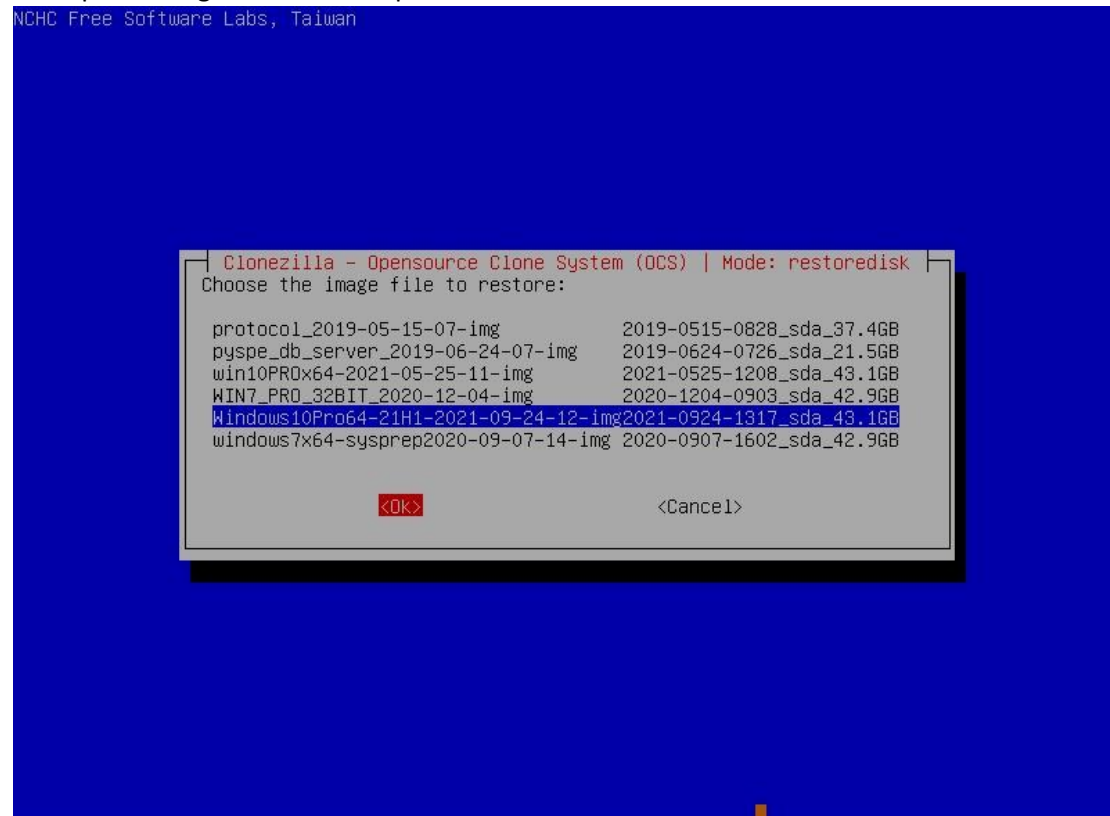 NCHC Free Software Labs, Taiwan
Clonezilla - Opensource Clone System (OCS) | Mode: restoredisk
Choose the image file to restore:
protocol_2019-05-15-07-img 2019-0515-0828_sda_37.4GB
pyspe_db_server_2019-06-24-07-img 2019-0624-0726_sda_21.5GB
win10PROx64-2021-05-25-11-img 2021-0525-1208_sda_43.1GB
WIN7_PRO_32BIT_2020-12-04-img 2020-1204-0903_sda_42.9GB
Windows10Pro64-21H1-2021-09-24-12-img2021-0924-1317_sda_43.1GB
windows7x64-sysprep2020-09-07-14-img 2020-0907-1602_sda_42.9GB
<Ok> <Cancel>